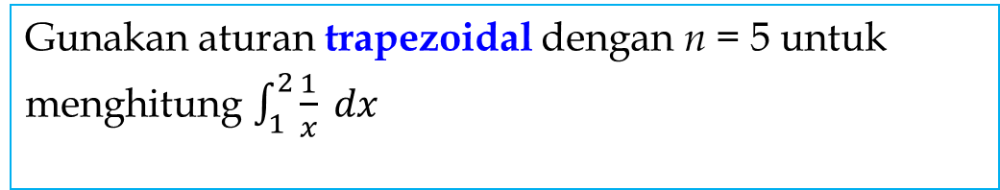 Gunakan aturan trapezoidal dengan n = 5 untuk
menghitung ∫₁² 1/x dx